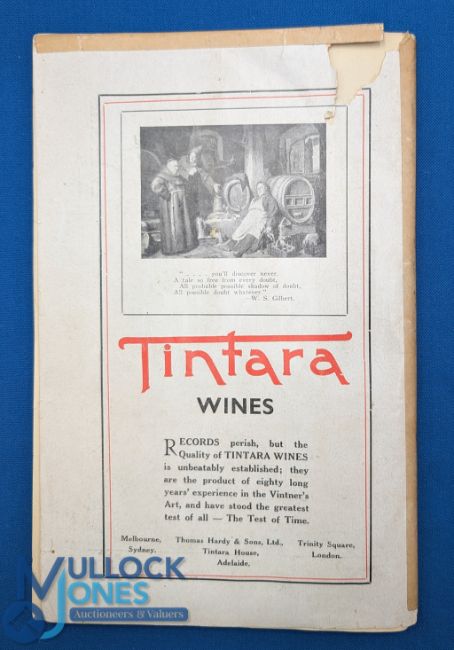 ". . . . you'll discover never,
A tale so free from every doubt,
All probable possible shadow of doubt,
All possible doubt whatever."
—W. S. Gilbert.
Tintara
WINES
RECORDS perish, but the
Quality of TINTARA WINES
is unbeatably established; they
are the product of eighty long
years' experience in the Vintner's
Art, and have stood the greatest
test of all — The Test of Time.
Melbourne, Thomas Hardy & Sons, Ltd., Trinity Square,
Sydney. Tintara House, London.
Adelaide.
MULLOCK
JONES
Auctioneers & Valuers